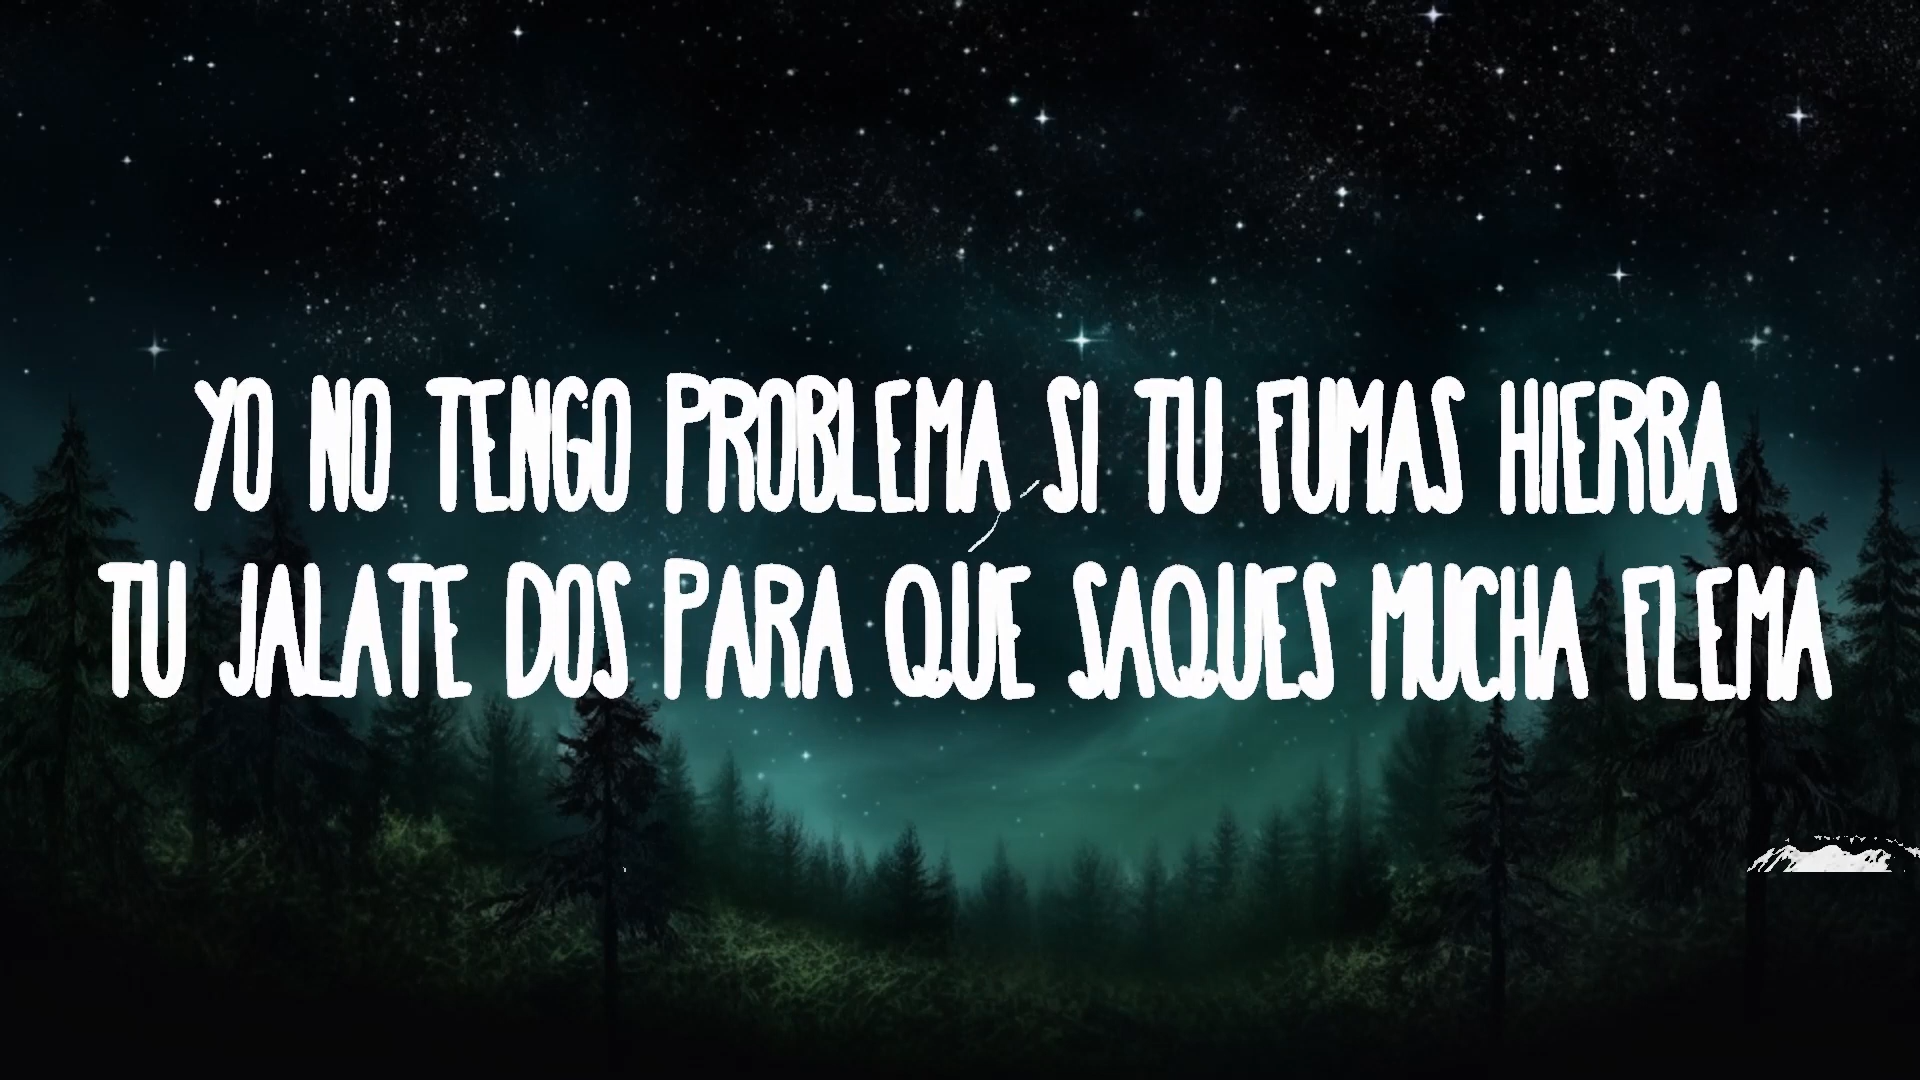 YO NO TENGO PROBLEMA SI TU FUMAS HIERBA
TU JALATE DOS PARA QUE SAQUES MUCHA FLEMA